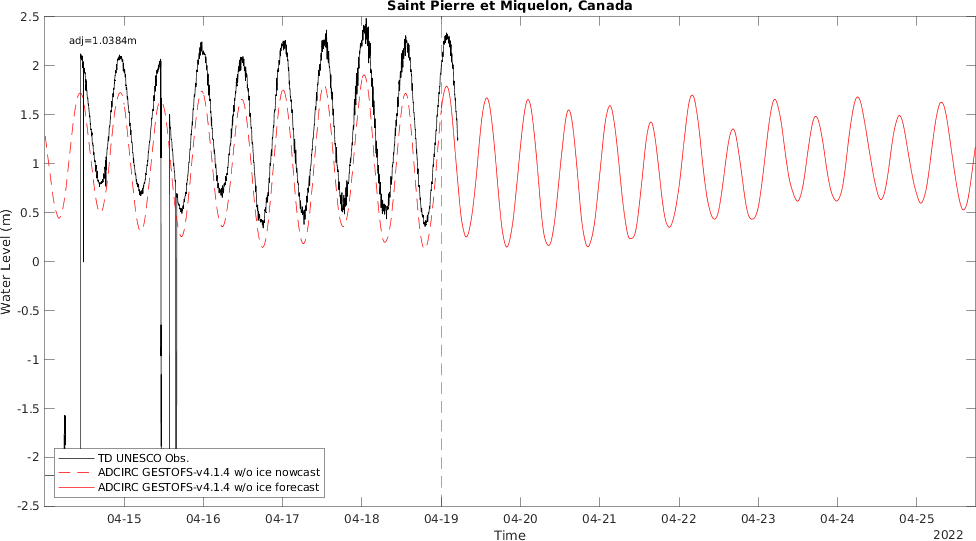 Saint Pierre et Miquelon, Canada
adj=1.0384m
2.5
2
1.5
1
0.5
0
-0.5
-1
-1.5
-2
-2.5
Water Level (m)
TD UNESCO Obs.
ADCIRC GESTOFS-v4.1.4 w/o ice nowcast
ADCIRC GESTOFS-v4.1.4 w/o ice forecast
04-15 04-16 04-17 04-18 04-19 04-20 04-21 04-22 04-23 04-24 04-25
Time
2022